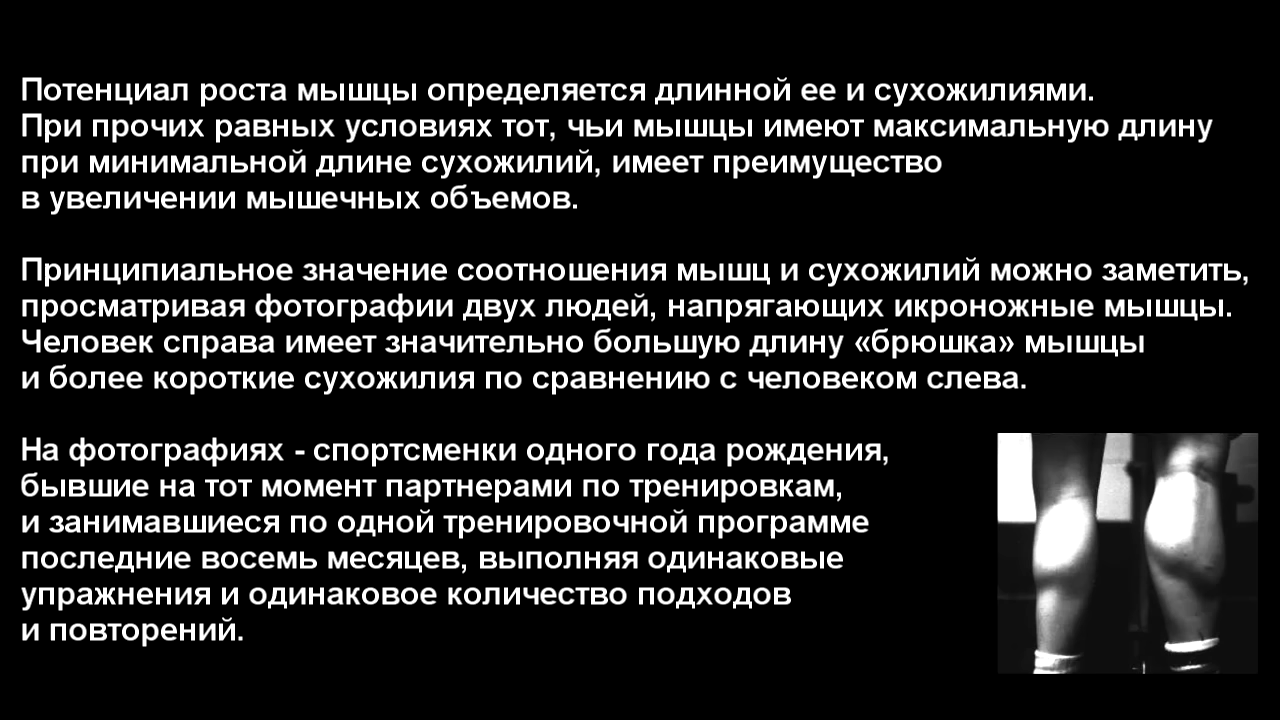 Потенциал роста мышцы определяется длинной ее и сухожилиями.
При прочих равных условиях тот, чьи мышцы имеют максимальную длину
при минимальной длине сухожилий, имеет преимущество
в увеличении мышечных объемов.
Принципиальное значение соотношения мышц и сухожилий можно заметить,
просматривая фотографии двух людей, напрягающих икроножные мышцы.
Человек справа имеет значительно большую длину «брюшка» мышцы
и более короткие сухожилия по сравнению с человеком слева.
На фотографиях - спортсменки одного года рождения,
бывшие на тот момент партнерами по тренировкам,
и занимавшиеся по одной тренировочной программе
последние восемь месяцев, выполняя одинаковые
упражнения и одинаковое количество подходов
и повторений.